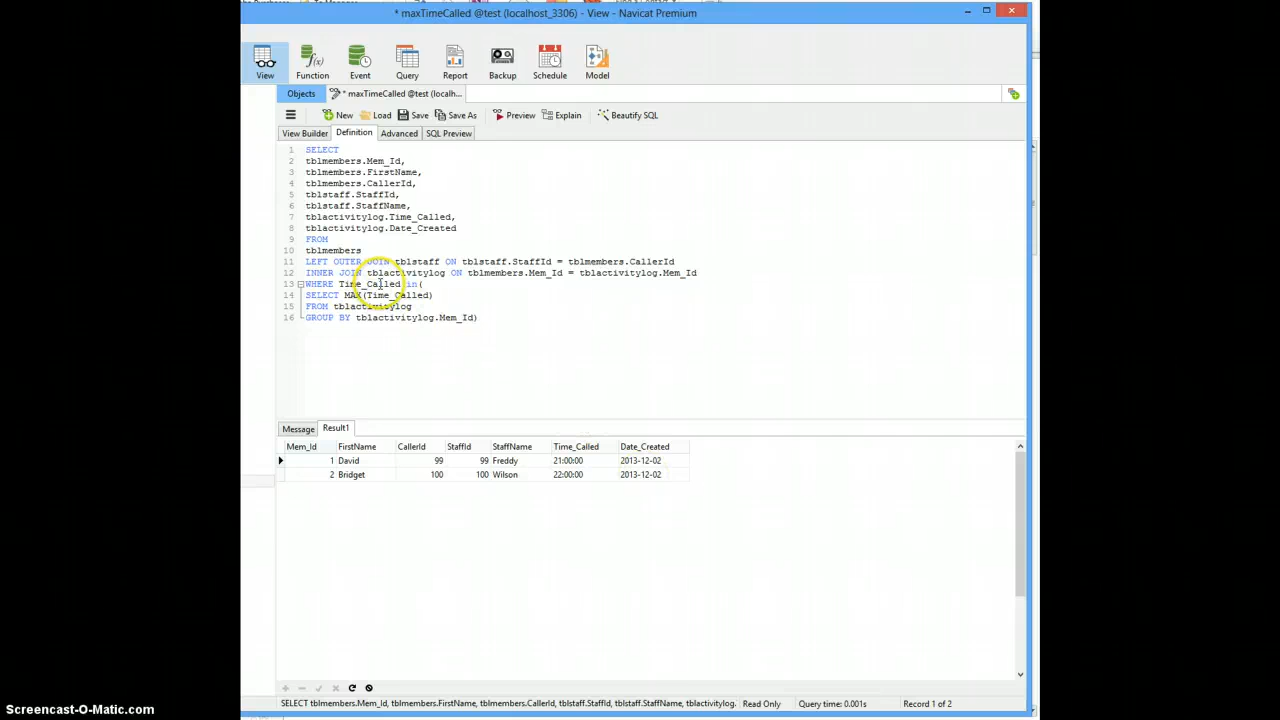 * maxTimeCalled @test (localhost_3306) - View - Navicat Premium
View Function Event Query Report Backup Schedule Model
Objects * maxTimeCalled @test (localh...
New Load Save Save As Preview Explain Beautify SQL
View Builder Definition Advanced SQL Preview
1 SELECT
2 tblmembers.Mem_Id,
3 tblmembers.FirstName,
4 tblmembers.CallerId,
5 tblstaff.StaffId,
6 tblstaff.StaffName,
7 tblactivitylog.Time_Called,
8 tblactivitylog.Date_Created
9 FROM
10 tblmembers
11 LEFT OUTER JOIN tblstaff ON tblstaff.StaffId = tblmembers.CallerId
12 INNER JOIN tblactivitylog ON tblmembers.Mem_Id = tblactivitylog.Mem_Id
13 WHERE Time_Called in(
14 SELECT MAX(Time_Called)
15 FROM tblactivitylog
16 GROUP BY tblactivitylog.Mem_Id)
Message Result1
Mem_Id FirstName CallerId StaffId StaffName Time_Called Date_Created
1 David 99 99 Freddy 21:00:00 2013-12-02
2 Bridget 100 100 Wilson 22:00:00 2013-12-02
SELECT tblmembers.Mem_Id, tblmembers.FirstName, tblmembers.CallerId, tblstaff.StaffId, tblstaff.StaffName, tblactivitylog. Read Only Query time: 0.001s Record 1 of 2
Screencast-O-Matic.com